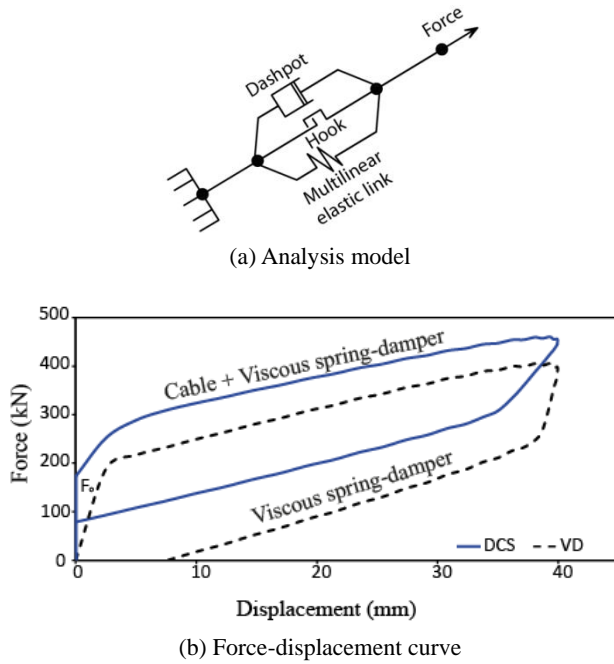 Force
Dashpot
Hook
Multilinear
elastic link
(a) Analysis model
500
400
300
200
100
0
Force (kN)
Cable + Viscous spring-damper
Fₒ
Viscous spring-damper
DCS
VD
0
10
20
30
40
Displacement (mm)
(b) Force-displacement curve